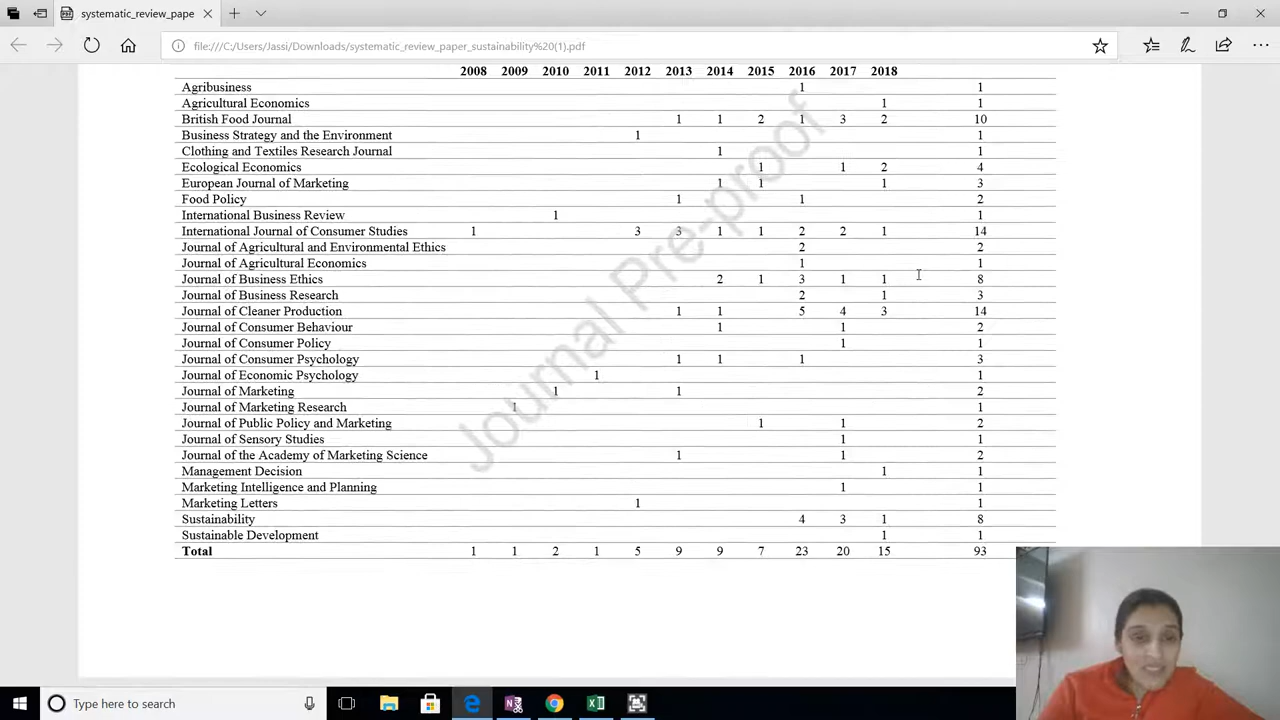 systematic_review_pape
file:///C:/Users/Jassi/Downloads/systematic_review_paper_sustainability%20(1).pdf
2008 2009 2010 2011 2012 2013 2014 2015 2016 2017 2018
Agribusiness 1 1
Agricultural Economics 1 1
British Food Journal 1 1 2 1 3 2 10
Business Strategy and the Environment 1 1
Clothing and Textiles Research Journal 1 1
Ecological Economics 1 1 2 4
European Journal of Marketing 1 1 1 3
Food Policy 1 1 2
International Business Review 1 1
International Journal of Consumer Studies 1 3 3 1 1 2 2 1 14
Journal of Agricultural and Environmental Ethics 2 2
Journal of Agricultural Economics 1 1
Journal of Business Ethics 2 1 3 1 1 8
Journal of Business Research 2 1 3
Journal of Cleaner Production 1 1 5 4 3 14
Journal of Consumer Behaviour 1 1 2
Journal of Consumer Policy 1 1
Journal of Consumer Psychology 1 1 1 3
Journal of Economic Psychology 1 1
Journal of Marketing 1 1 2
Journal of Marketing Research 1 1
Journal of Public Policy and Marketing 1 1 2
Journal of Sensory Studies 1 1
Journal of the Academy of Marketing Science 1 1 2
Management Decision 1 1
Marketing Intelligence and Planning 1 1
Marketing Letters 1 1
Sustainability 4 3 1 8
Sustainable Development 1 1
Total 1 1 2 1 5 9 9 7 23 20 15 93
Journal Pre-proof
Type here to search